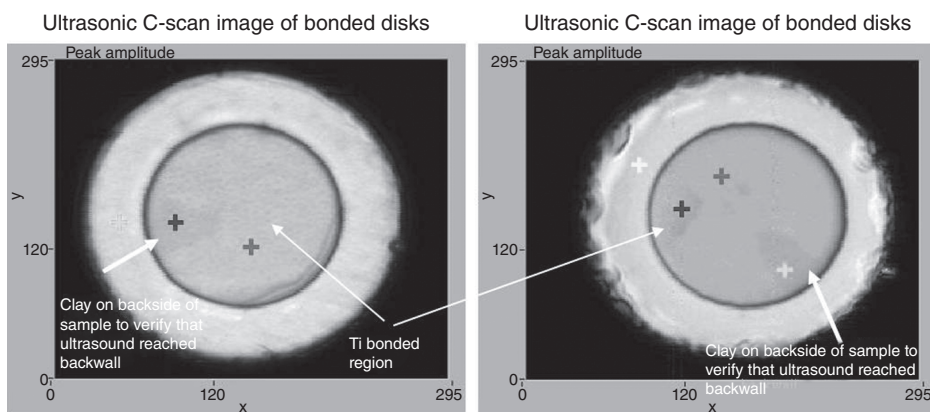 Ultrasonic C-scan image of bonded disks
Peak amplitude
295
y
120
0
Clay on backside of
sample to verify that
ultrasound reached
backwall
Ti bonded
region
0
120
x
295
Ultrasonic C-scan image of bonded disks
Peak amplitude
295
y
120
0
Clay on backside of sample to
verify that ultrasound reached
backwall
0
120
x
295